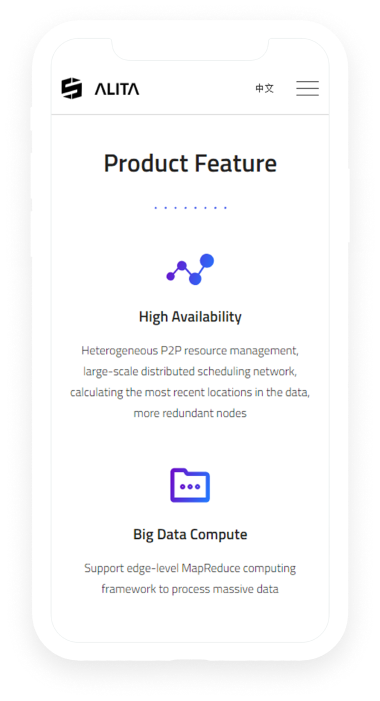 ALITA
中文
Product Feature
High Availability
Heterogeneous P2P resource management,
large-scale distributed scheduling network,
calculating the most recent locations in the data,
more redundant nodes
Big Data Compute
Support edge-level MapReduce computing
framework to process massive data